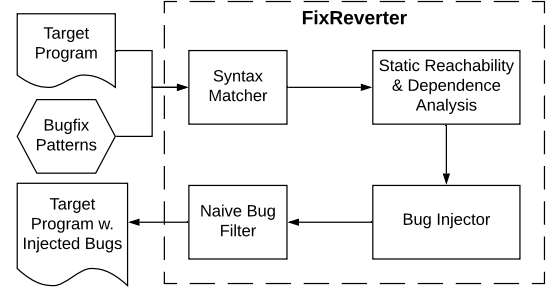 FixReverter
Target
Program
Bugfix
Patterns
Syntax
Matcher
Static Reachability
& Dependence
Analysis
Bug Injector
Naive Bug
Filter
Target
Program w.
Injected Bugs